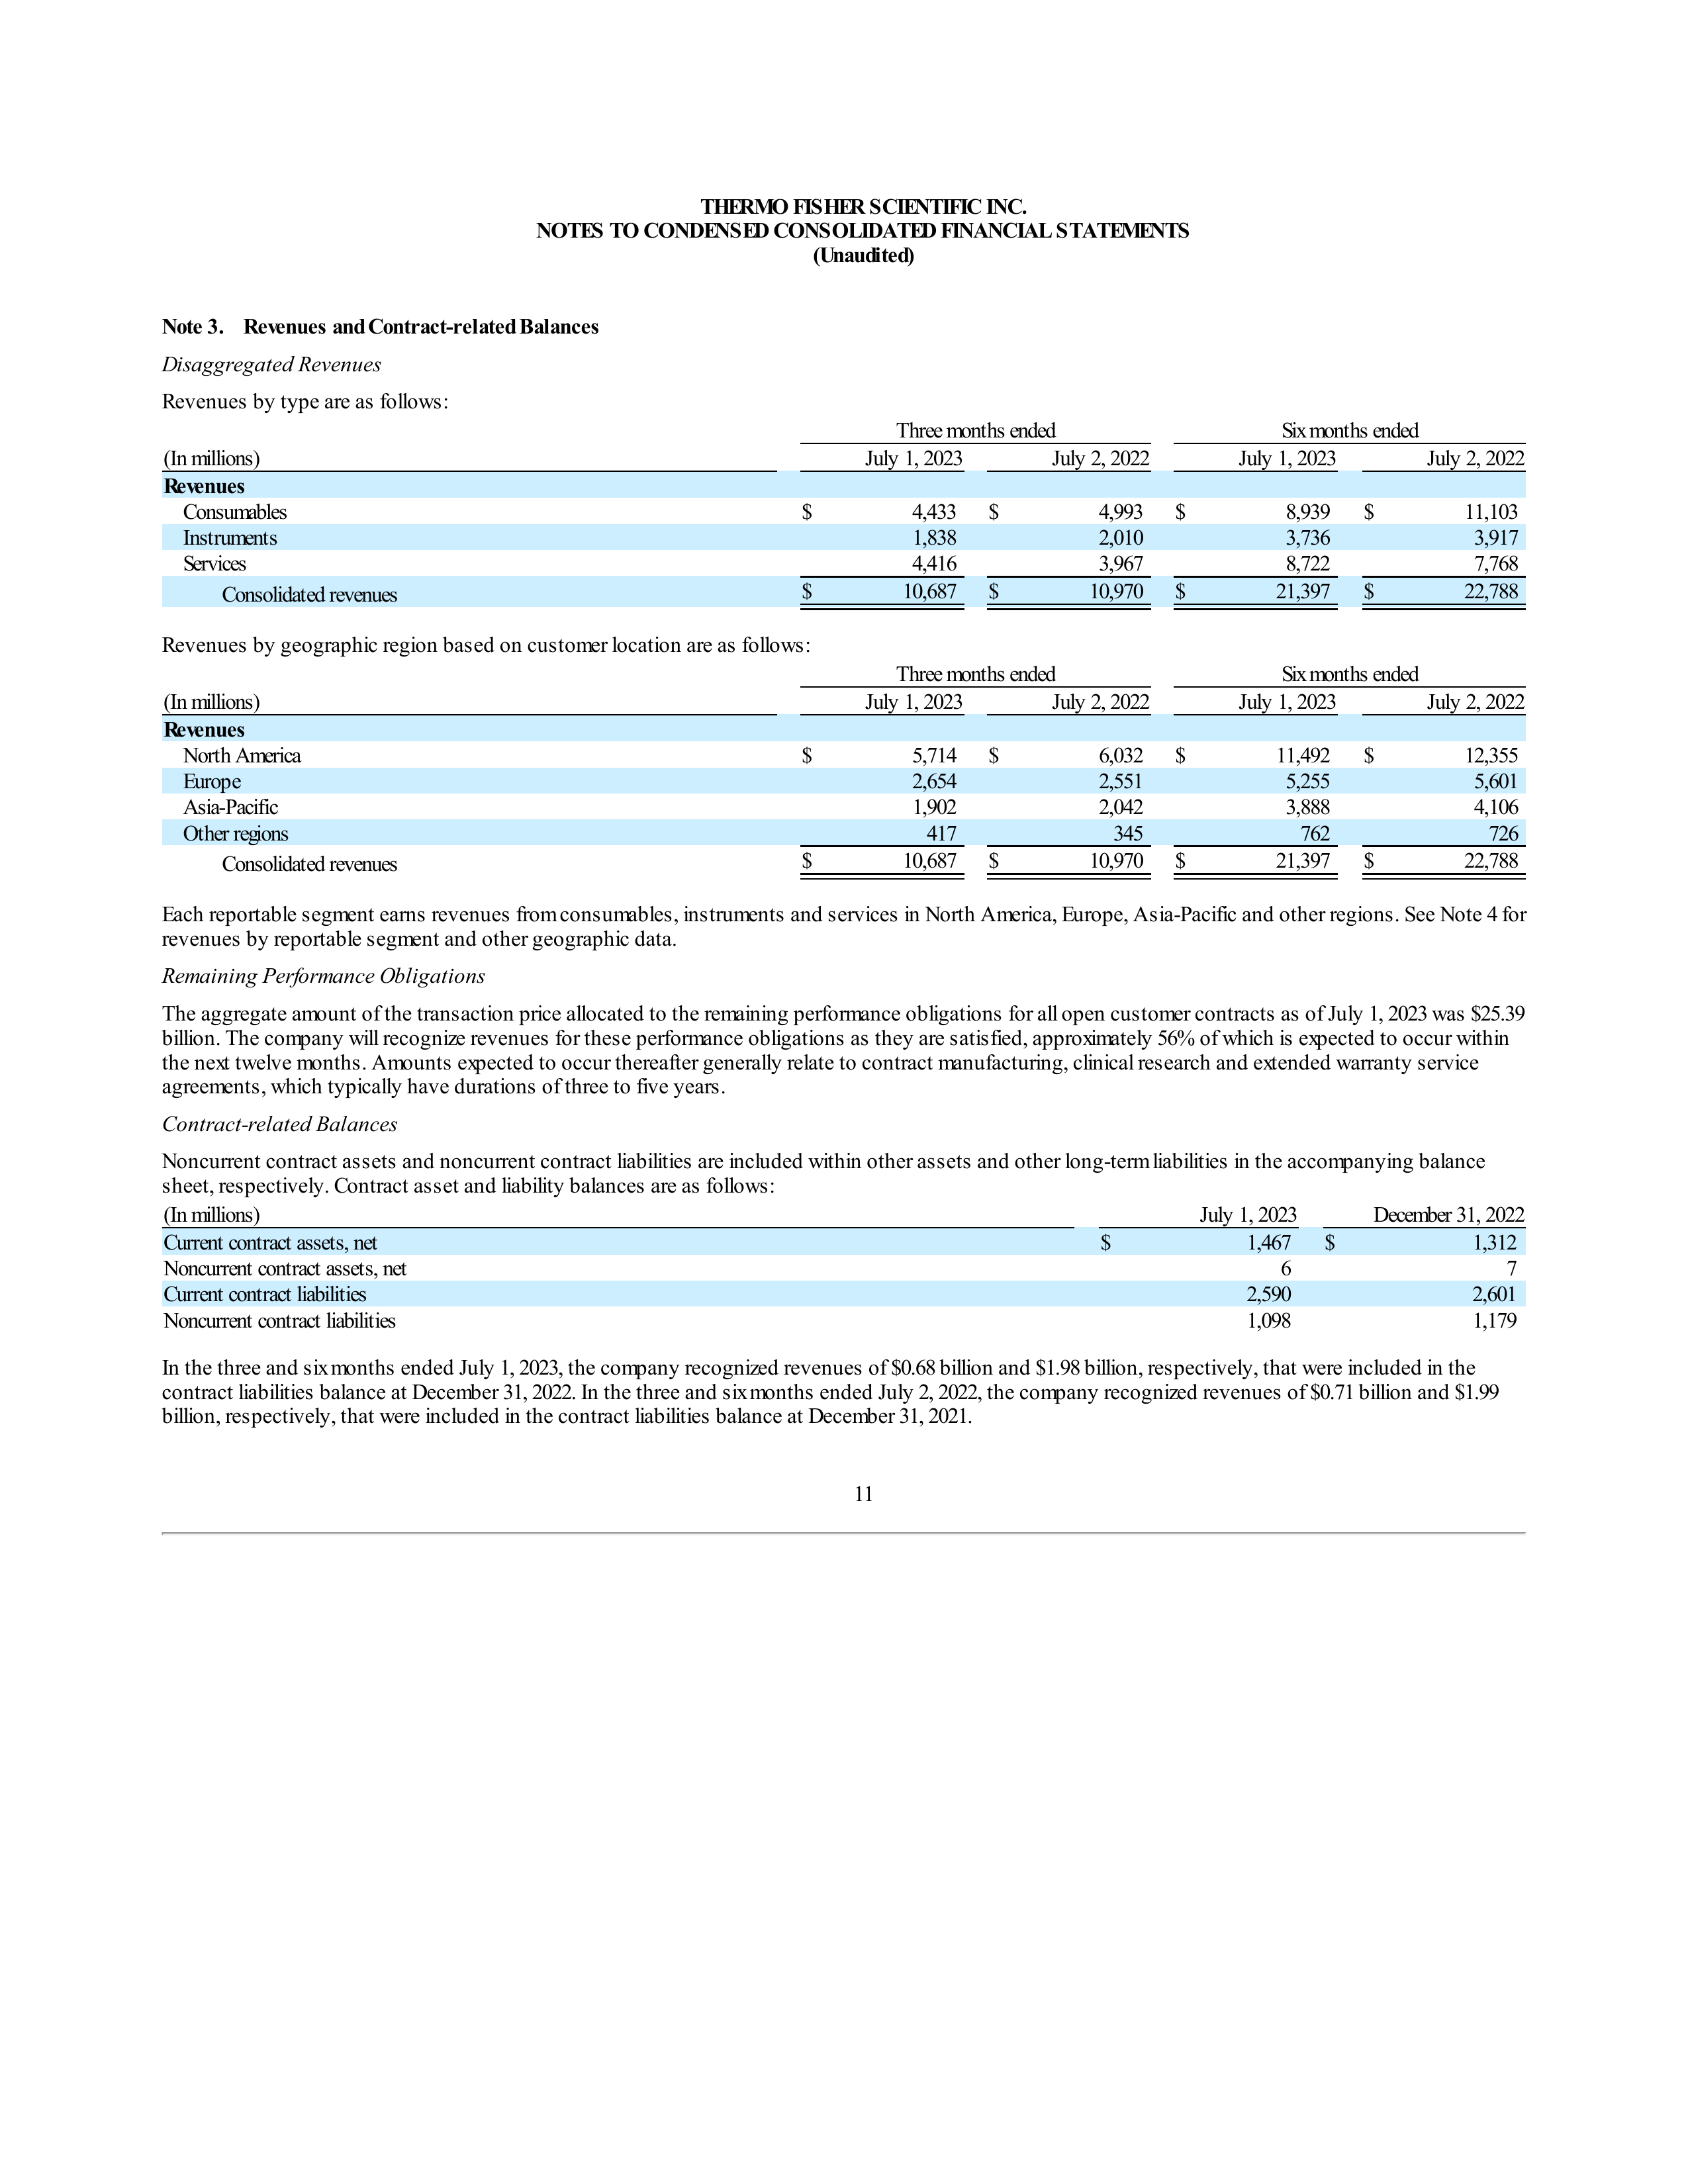 THERMO FISHER SCIENTIFIC INC.
NOTES TO CONDENSED CONSOLIDATED FINANCIAL STATEMENTS
(Unaudited)
Note 3. Revenues and Contract-related Balances
Disaggregated Revenues
Revenues by type are as follows:
Three months ended Six months ended
(In millions) July 1, 2023 July 2, 2022 July 1, 2023 July 2, 2022
Revenues
Consumables $ 4,433 $ 4,993 $ 8,939 $ 11,103
Instruments 1,838 2,010 3,736 3,917
Services 4,416 3,967 8,722 7,768
Consolidated revenues $ 10,687 $ 10,970 $ 21,397 $ 22,788
Revenues by geographic region based on customer location are as follows:
Three months ended Six months ended
(In millions) July 1, 2023 July 2, 2022 July 1, 2023 July 2, 2022
Revenues
North America $ 5,714 $ 6,032 $ 11,492 $ 12,355
Europe 2,654 2,551 5,255 5,601
Asia-Pacific 1,902 2,042 3,888 4,106
Other regions 417 345 762 726
Consolidated revenues $ 10,687 $ 10,970 $ 21,397 $ 22,788
Each reportable segment earns revenues from consumables, instruments and services in North America, Europe, Asia-Pacific and other regions. See Note 4 for
revenues by reportable segment and other geographic data.
Remaining Performance Obligations
The aggregate amount of the transaction price allocated to the remaining performance obligations for all open customer contracts as of July 1, 2023 was $25.39
billion. The company will recognize revenues for these performance obligations as they are satisfied, approximately 56% of which is expected to occur within
the next twelve months. Amounts expected to occur thereafter generally relate to contract manufacturing, clinical research and extended warranty service
agreements, which typically have durations of three to five years.
Contract-related Balances
Noncurrent contract assets and noncurrent contract liabilities are included within other assets and other long-term liabilities in the accompanying balance
sheet, respectively. Contract asset and liability balances are as follows:
(In millions) July 1, 2023 December 31, 2022
Current contract assets, net $ 1,467 $ 1,312
Noncurrent contract assets, net 6 7
Current contract liabilities 2,590 2,601
Noncurrent contract liabilities 1,098 1,179
In the three and six months ended July 1, 2023, the company recognized revenues of $0.68 billion and $1.98 billion, respectively, that were included in the
contract liabilities balance at December 31, 2022. In the three and six months ended July 2, 2022, the company recognized revenues of $0.71 billion and $1.99
billion, respectively, that were included in the contract liabilities balance at December 31, 2021.
11